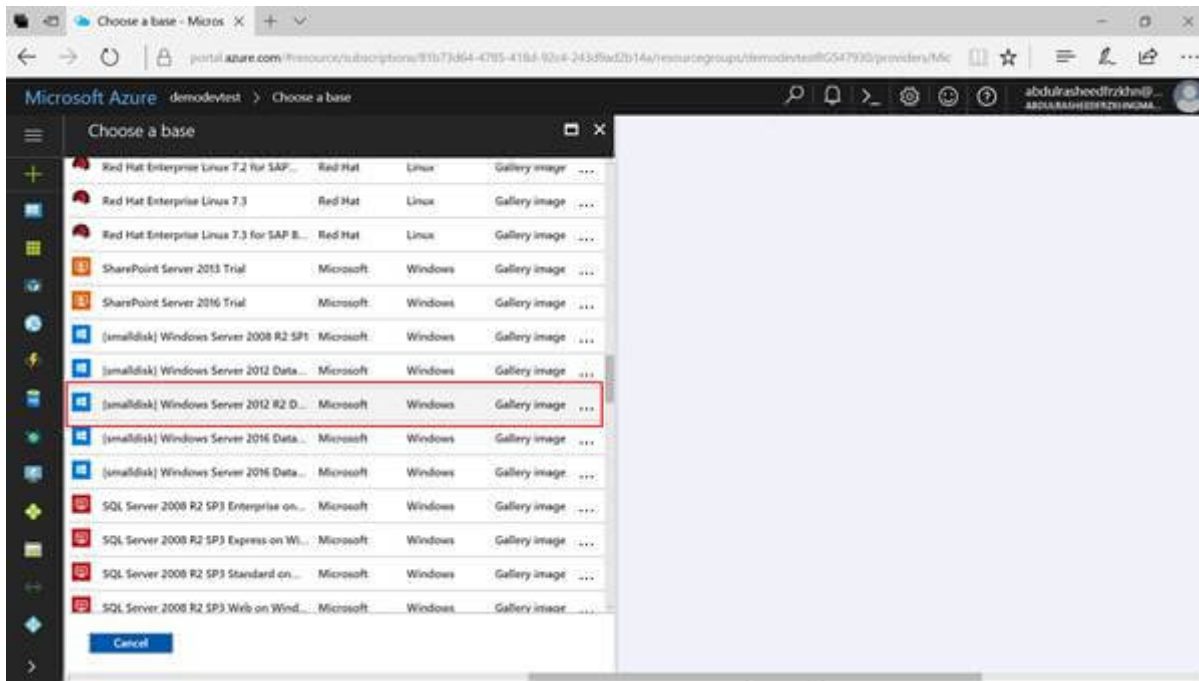 Choose a base - Micros
portal.azure.com
Microsoft Azure demodevtest > Choose a base abdulrasheedfrzkhn@...
Choose a base
Red Hat Enterprise Linux 7.2 for SAP... Red Hat Linux Gallery image ...
Red Hat Enterprise Linux 7.3 Red Hat Linux Gallery image ...
Red Hat Enterprise Linux 7.3 for SAP B... Red Hat Linux Gallery image ...
SharePoint Server 2013 Trial Microsoft Windows Gallery image ...
SharePoint Server 2016 Trial Microsoft Windows Gallery image ...
[smalldisk] Windows Server 2008 R2 SP1 Microsoft Windows Gallery image ...
[smalldisk] Windows Server 2012 Data... Microsoft Windows Gallery image ...
[smalldisk] Windows Server 2012 R2 D... Microsoft Windows Gallery image ...
[smalldisk] Windows Server 2016 Data... Microsoft Windows Gallery image ...
[smalldisk] Windows Server 2016 Data... Microsoft Windows Gallery image ...
SQL Server 2008 R2 SP3 Enterprise on... Microsoft Windows Gallery image ...
SQL Server 2008 R2 SP3 Express on Wi... Microsoft Windows Gallery image ...
SQL Server 2008 R2 SP3 Standard on... Microsoft Windows Gallery image ...
SQL Server 2008 R2 SP3 Web on Wind... Microsoft Windows Gallery image ...
Cancel